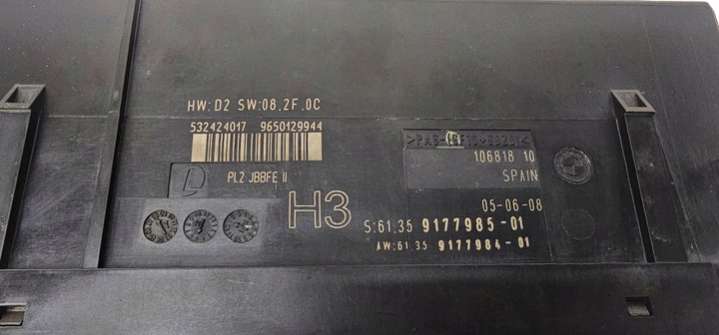 HW:D2 SW:08.2F.0C
532424017 9650129944
PL2 JBBFE II
H3
106818 10
SPAIN
05-06-08
S:61.35 9177985-01
AW:61 35 9177984-01